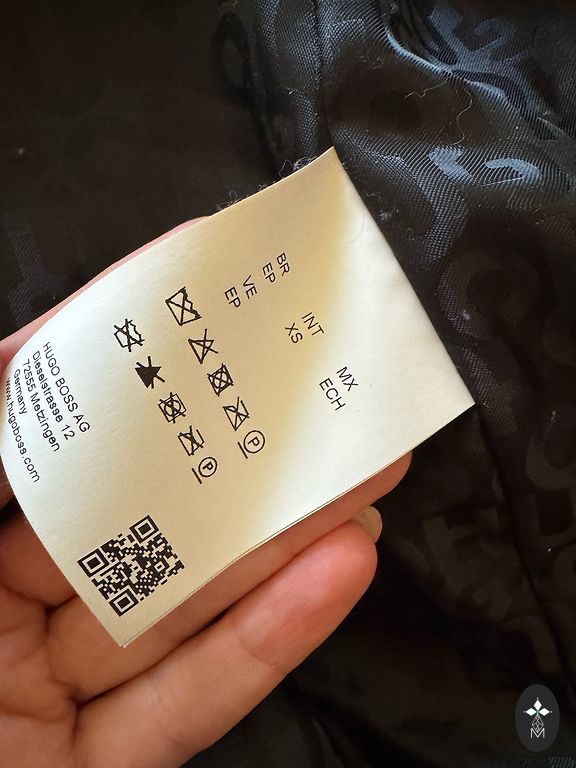 BR INT MX
EP XS ECH
VE
EP
P
P
HUGO BOSS AG
Dieselstrasse 12
72555 Metzingen
Germany
www.hugoboss.com